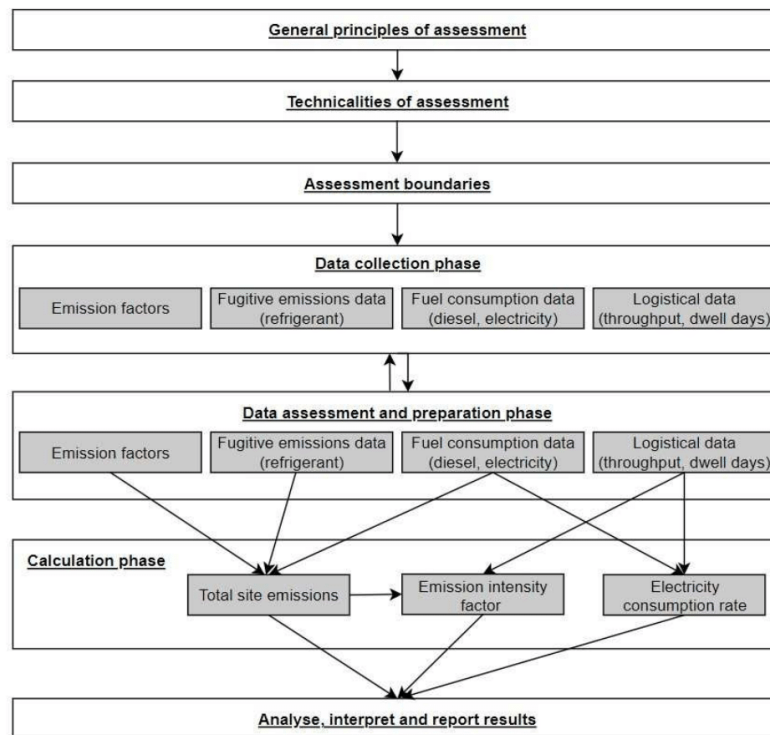 General principles of assessment
Technicalities of assessment
Assessment boundaries
Data collection phase
Emission factors
Fugitive emissions data
(refrigerant)
Fuel consumption data
(diesel, electricity)
Logistical data
(throughput, dwell days)
Data assessment and preparation phase
Emission factors
Fugitive emissions data
(refrigerant)
Fuel consumption data
(diesel, electricity)
Logistical data
(throughput, dwell days)
Calculation phase
Total site emissions
Emission intensity
factor
Electricity
consumption rate
Analyse, interpret and report results